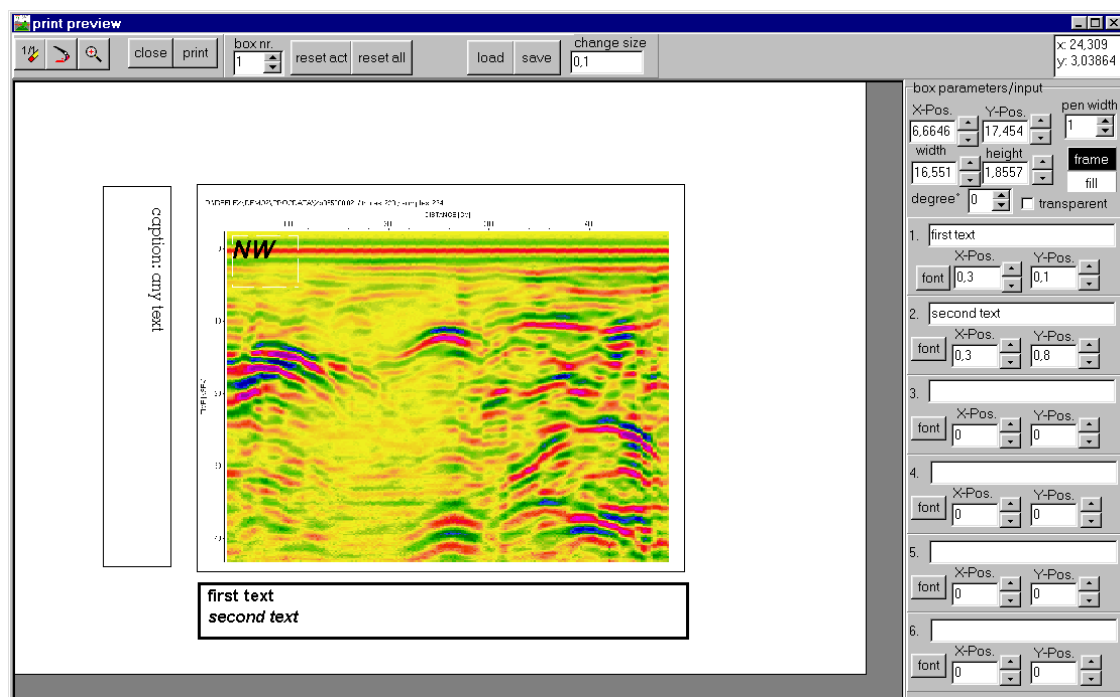 print preview
1/1
close
print
box nr.
1
reset act
reset all
load
save
change size
0,1
x: 24,309
y: 3,03864
box parameters/input
X-Pos.
Y-Pos.
pen width
6,6646
17,454
1
width
height
frame
16,551
1,8557
fill
degree°
0
transparent
1.
first text
X-Pos.
Y-Pos.
font
0,3
0,1
2.
second text
X-Pos.
Y-Pos.
font
0,3
0,8
3.
X-Pos.
Y-Pos.
font
0
0
4.
X-Pos.
Y-Pos.
font
0
0
5.
X-Pos.
Y-Pos.
font
0
0
6.
X-Pos.
Y-Pos.
font
0
0
caption: any text
NW
first text
second text